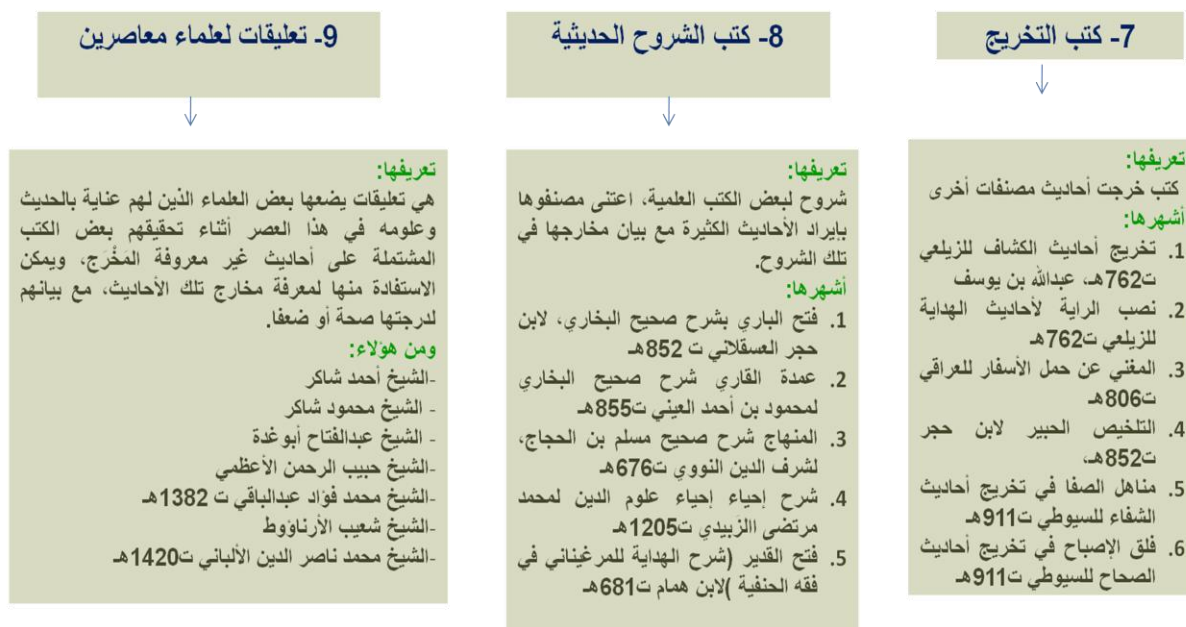 7- كتب التخريج
تعريفها:
كتب خرجت أحاديث مصنفات أخرى
أشهرها:
1. تخريج أحاديث الكشاف للزيلعي
ت762هـ، عبدالله بن يوسف
2. نصب الراية لأحاديث الهداية
للزيلعي ت762هـ
3. المغني عن حمل الأسفار للعراقي
ت806هـ
4. التلخيص الحبير لابن حجر
ت852هـ،
5. مناهل الصفا في تخريج أحاديث
الشفاء للسيوطي ت911هـ
6. فلق الإصباح في تخريج أحاديث
الصحاح للسيوطي ت911هـ
8- كتب الشروح الحديثية
تعريفها:
شروح لبعض الكتب العلمية، اعتنى مصنفوها
بإيراد الأحاديث الكثيرة مع بيان مخارجها في
تلك الشروح.
أشهرها:
1. فتح الباري بشرح صحيح البخاري، لابن
حجر العسقلاني ت 852هـ
2. عمدة القاري شرح صحيح البخاري
لمحمود بن أحمد العيني ت855هـ
3. المنهاج شرح صحيح مسلم بن الحجاج،
لشرف الدين النووي ت676هـ
4. شرح إحياء إحياء علوم الدين لمحمد
مرتضى االزَبيدي ت1205هـ
5. فتح القدير (شرح الهداية للمرغيناني في
فقه الحنفية )لابن همام ت681هـ
9- تعليقات لعلماء معاصرين
تعريفها:
هي تعليقات يضعها بعض العلماء الذين لهم عناية بالحديث
وعلومه في هذا العصر أثناء تحقيقهم بعض الكتب
المشتملة على أحاديث غير معروفة المخْرَج، ويمكن
الاستفادة منها لمعرفة مخارج تلك الأحاديث، مع بيانهم
لدرجتها صحة أو ضعفا.
ومن هؤلاء:
-الشيخ أحمد شاكر
- الشيخ محمود شاكر
- الشيخ عبدالفتاح أبوغدة
-الشيخ حبيب الرحمن الأعظمي
-الشيخ محمد فؤاد عبدالباقي ت 1382هـ
-الشيخ شعيب الأرناؤوط
-الشيخ محمد ناصر الدين الألباني ت1420هـ